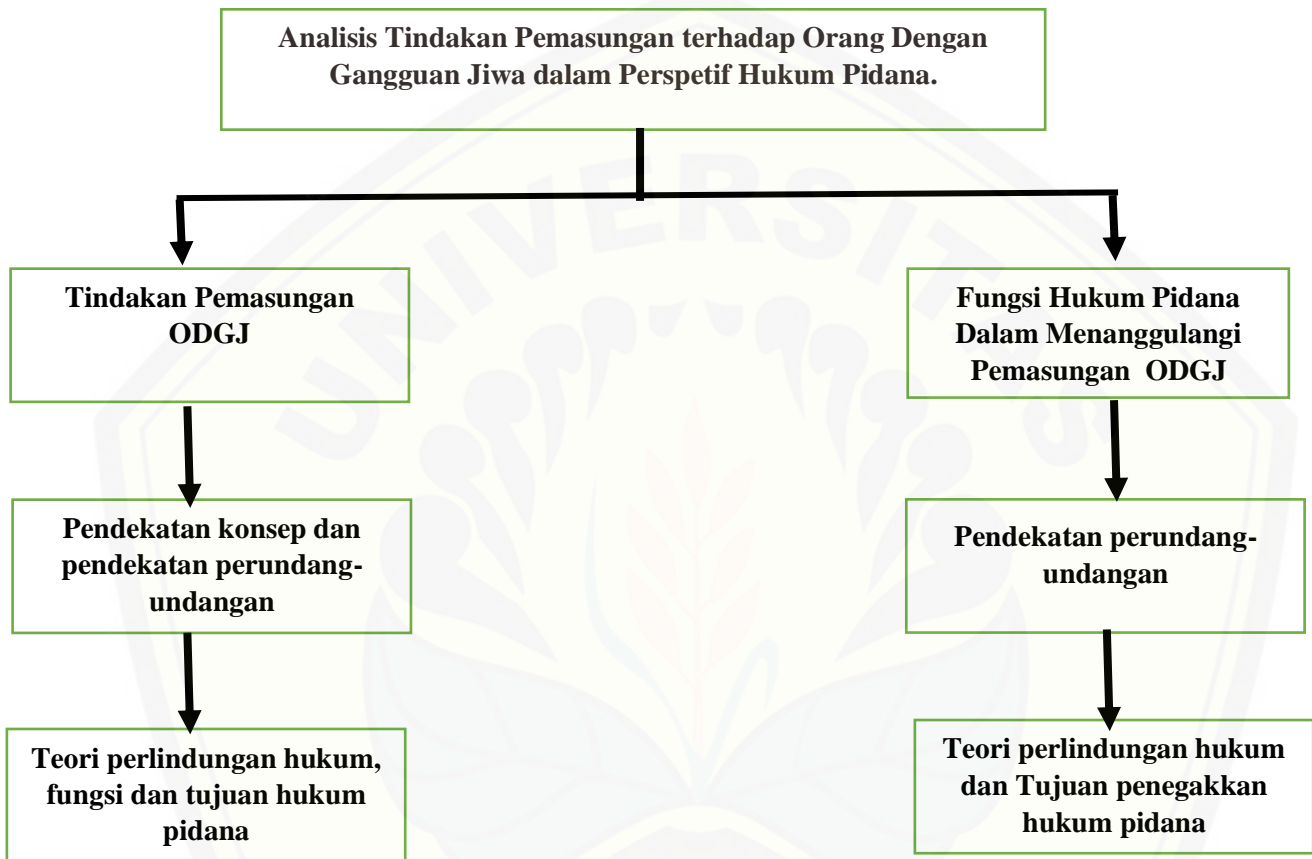 Analisis Tindakan Pemasungan terhadap Orang Dengan
Gangguan Jiwa dalam Perspetif Hukum Pidana.
UNIVERSITAS
Tindakan Pemasungan
ODGJ
Fungsi Hukum Pidana
Dalam Menanggulangi
Pemasungan ODGJ
Pendekatan konsep dan
pendekatan perundang-
undangan
Pendekatan perundang-
undangan
Teori perlindungan hukum,
fungsi dan tujuan hukum
pidana
Teori perlindungan hukum
dan Tujuan penegakkan
hukum pidana